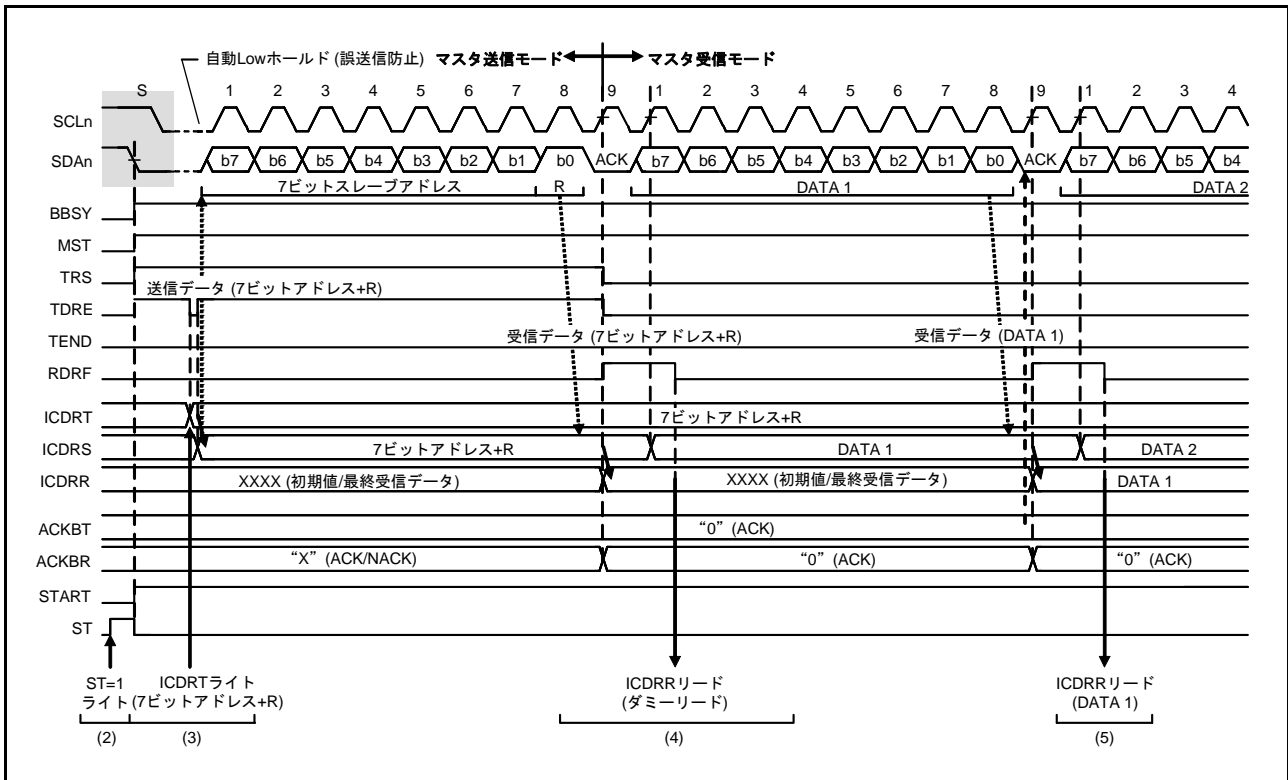 自動Lowホールド (誤送信防止) マスタ送信モード マスタ受信モード
S 1 2 3 4 5 6 7 8 9 1 2 3 4 5 6 7 8 9 1 2 3 4
SCLn
SDAn b7 b6 b5 b4 b3 b2 b1 b0 ACK b7 b6 b5 b4 b3 b2 b1 b0 ACK b7 b6 b5 b4
7ビットスレーブアドレス R DATA 1 DATA 2
BBSY
MST
TRS
送信データ (7ビットアドレス+R)
TDRE
TEND 受信データ (7ビットアドレス+R) 受信データ (DATA 1)
RDRF
ICDRT 7ビットアドレス+R
ICDRS 7ビットアドレス+R DATA 1 DATA 2
ICDRR XXXX (初期値/最終受信データ) XXXX (初期値/最終受信データ) DATA 1
ACKBT “0” (ACK)
ACKBR “X” (ACK/NACK) “0” (ACK) “0” (ACK)
START
ST
ST=1
ライト
ICDRTライト
(7ビットアドレス+R)
ICDRRリード
(ダミーリード)
ICDRRリード
(DATA 1)
(2) (3) (4) (5)